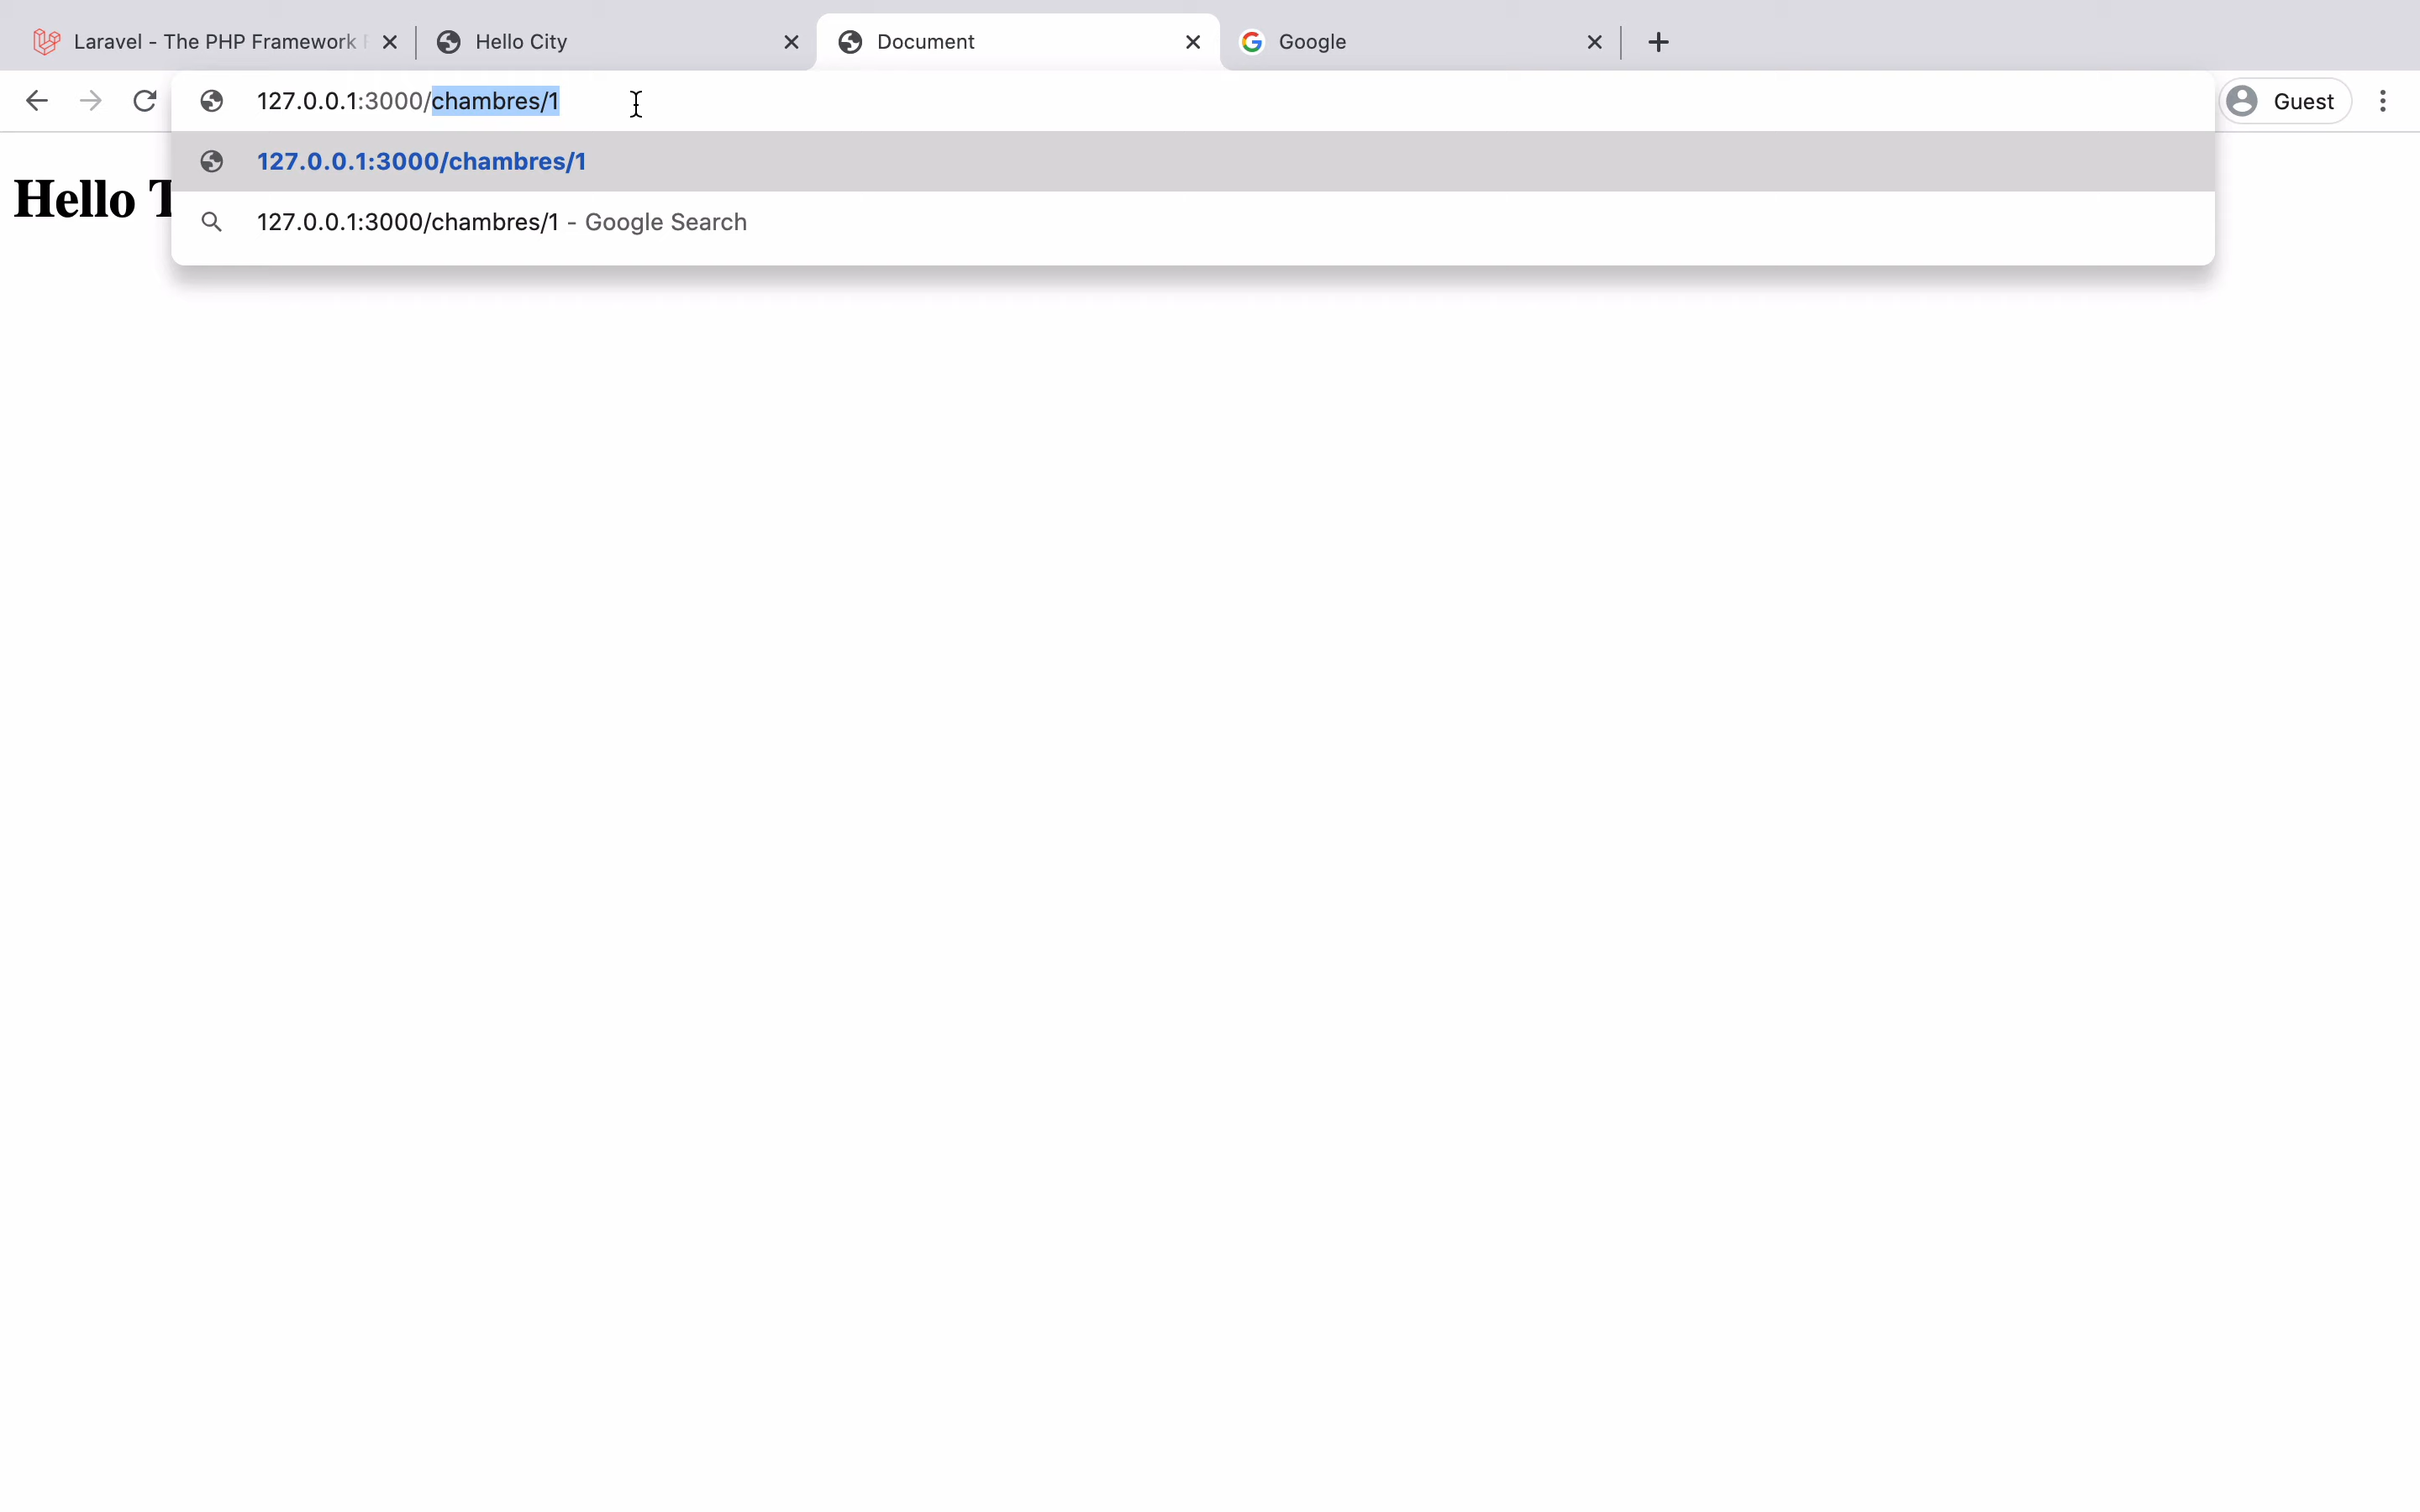 Laravel - The PHP Framework
Hello City
Document
Google
127.0.0.1:3000/chambres/1
Guest
127.0.0.1:3000/chambres/1
127.0.0.1:3000/chambres/1 - Google Search
Hello